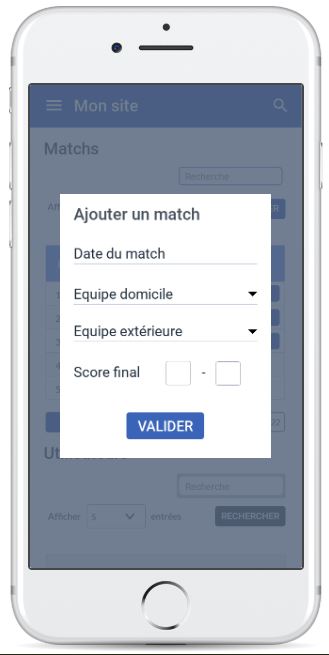 Mon site
Matchs
Recherche
Ajouter un match
Date du match
Equipe domicile
Equipe extérieure
Score final -
VALIDER
Recherche
Afficher 5 entrées RECHERCHER